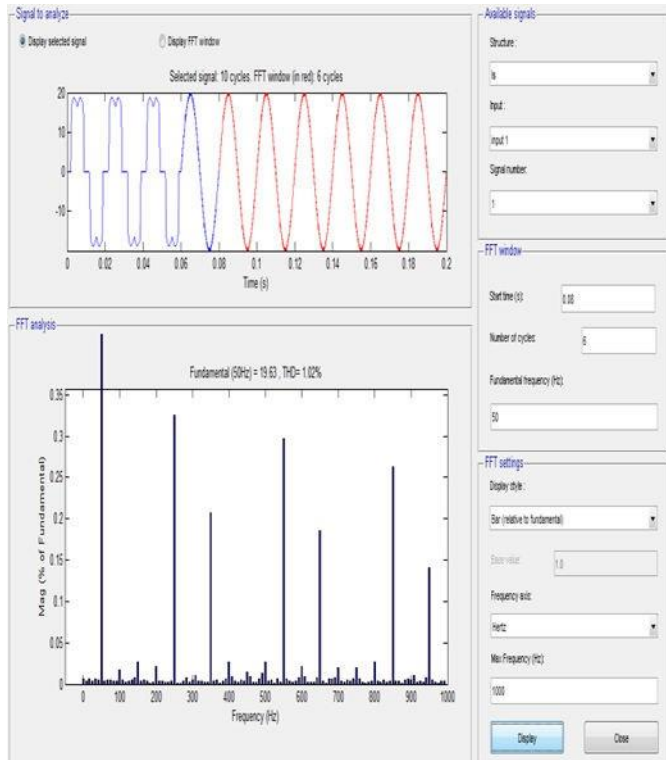 Signal to analyze
Display selected signal
Display FFT window
Selected signal: 10 cycles. FFT window (in red): 6 cycles
20
10
0
-10
0 0.02 0.04 0.06 0.08 0.1 0.12 0.14 0.16 0.18 0.2
Time (s)
FFT analysis
Fundamental (50Hz) = 19.63 , THD= 1.02%
0.35
0.3
0.25
0.2
0.15
0.1
0.05
0
Mag (% of Fundamental)
0 100 200 300 400 500 600 700 800 900 1000
Frequency (Hz)
Available signals
Structure :
Is
Input :
input 1
Signal number:
1
FFT window
Start time (s):
0.08
Number of cycles:
6
Fundamental frequency (Hz):
50
FFT settings
Display style :
Bar (relative to fundamental)
Base value:
1.0
Frequency axis:
Hertz
Max Frequency (Hz):
1000
Display
Close